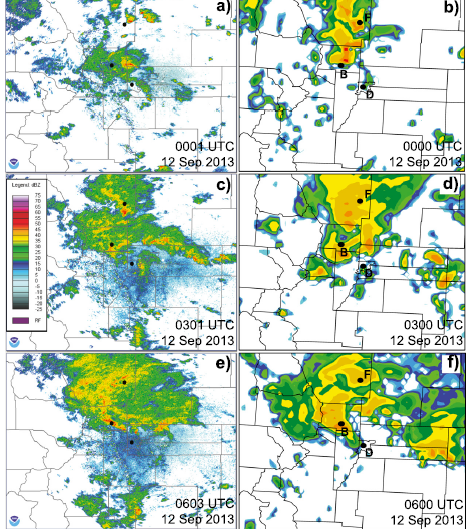 a)
0001 UTC
12 Sep 2013
b)
F
B
D
0000 UTC
12 Sep 2013
c)
Legend: dBZ
75
70
65
60
55
50
45
40
35
30
25
20
15
10
5
0
-5
-10
-15
-20
-25
RF
0301 UTC
12 Sep 2013
d)
F
B
D
0300 UTC
12 Sep 2013
e)
0603 UTC
12 Sep 2013
f)
F
B
D
0600 UTC
12 Sep 2013